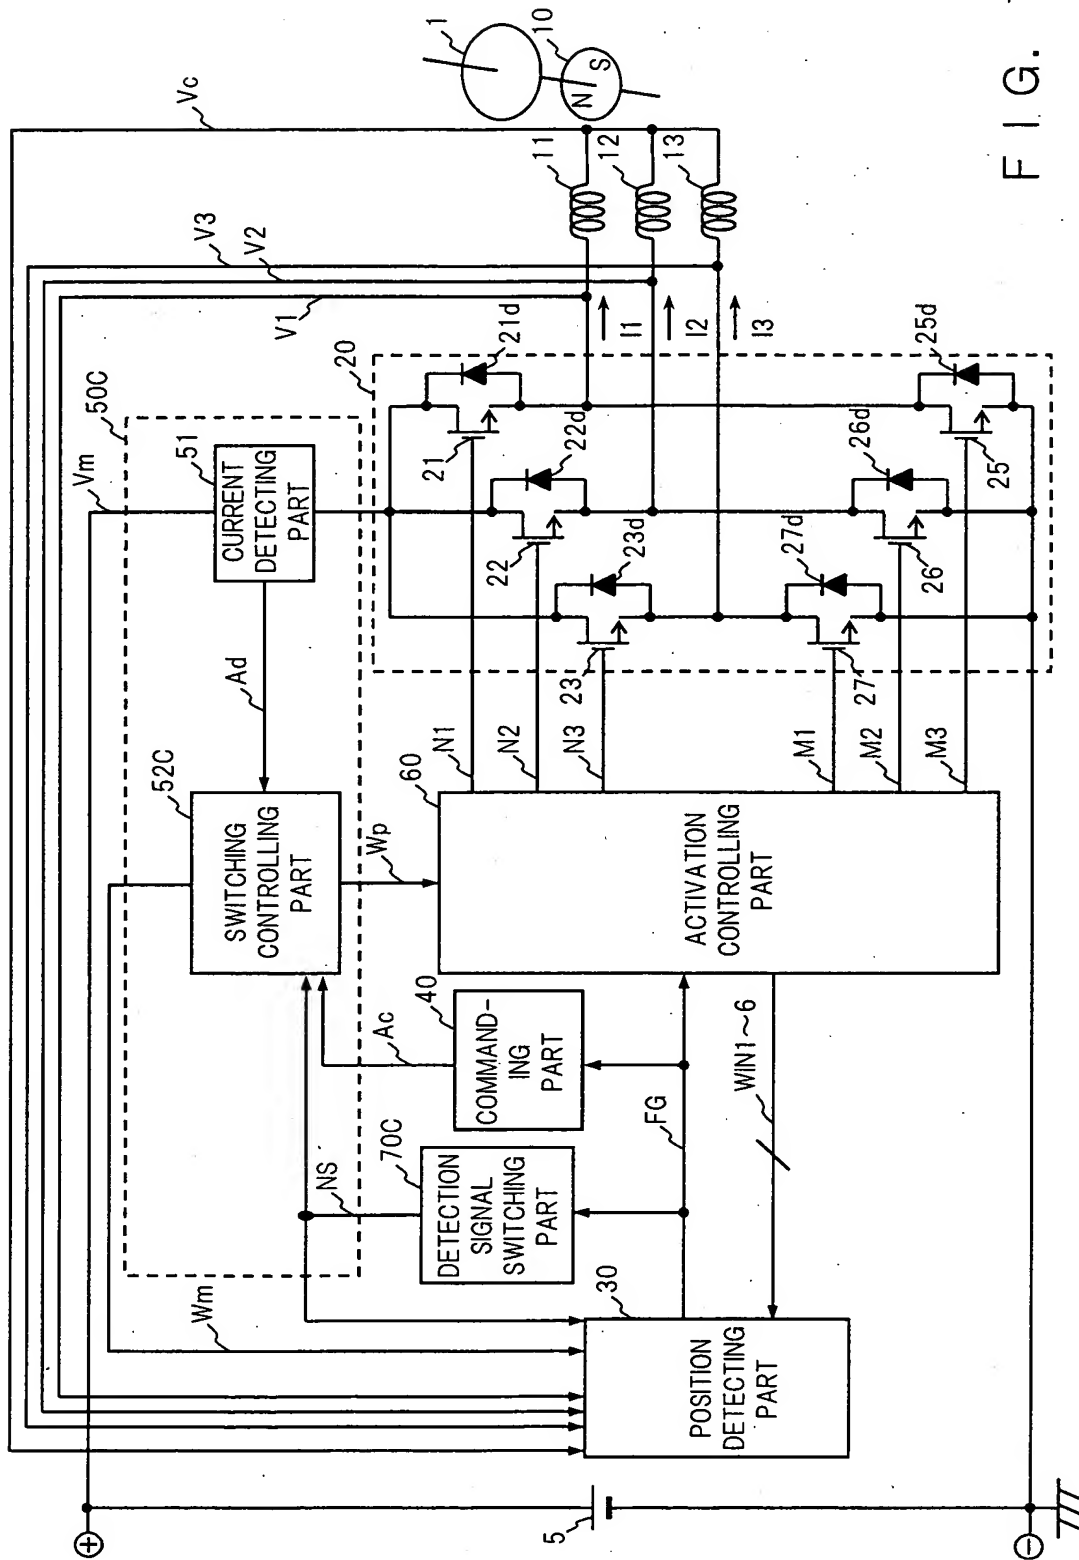 1
10
N
S
Vc
11
12
13
V3
V2
V1
I1
I2
I3
20
50C
Vm
51
CURRENT
DETECTING
PART
21d
21
22d
22
23d
23
25d
25
26d
26
27d
27
Ad
52C
SWITCHING
CONTROLLING
PART
Wp
N1
N2
N3
60
M1
M2
M3
ACTIVATION
CONTROLLING
PART
Ac
40
COMMAND-
ING
PART
FG
WIN1~6
NS
70C
DETECTION
SIGNAL
SWITCHING
PART
Wm
30
POSITION
DETECTING
PART
5
+
−
FIG.